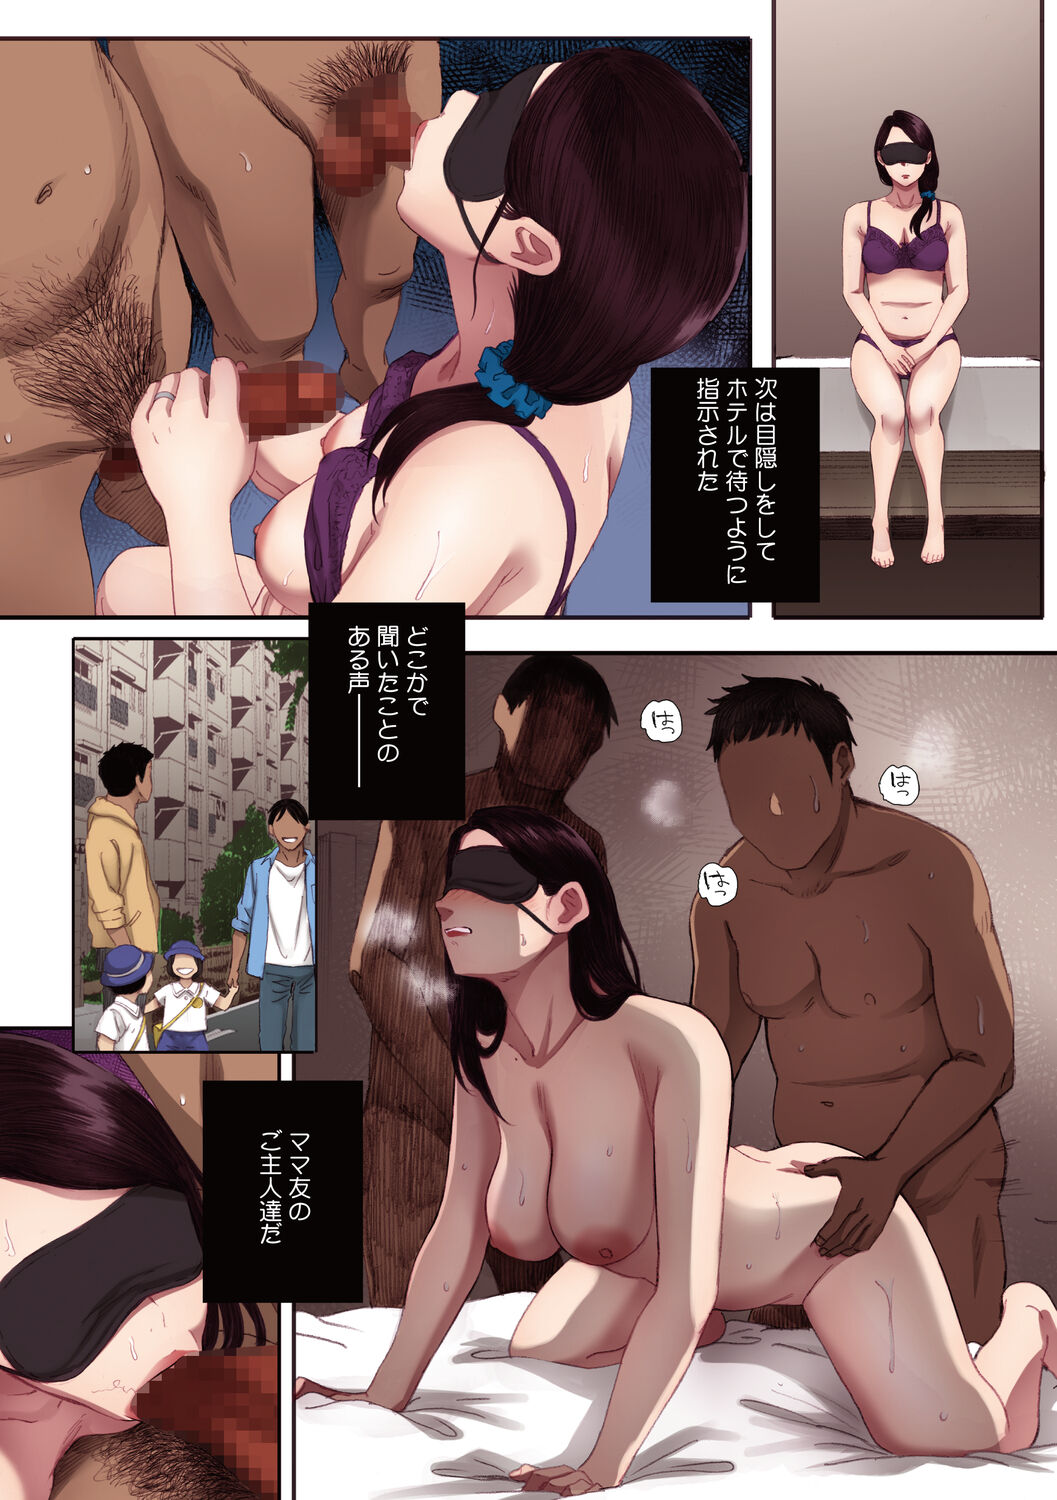 次は目隠しをして
ホテルで待つように
指示された
どこかで
聞いたことの
ある声――
はっ
はっ
はっ
ママ友の
ご主人達だ